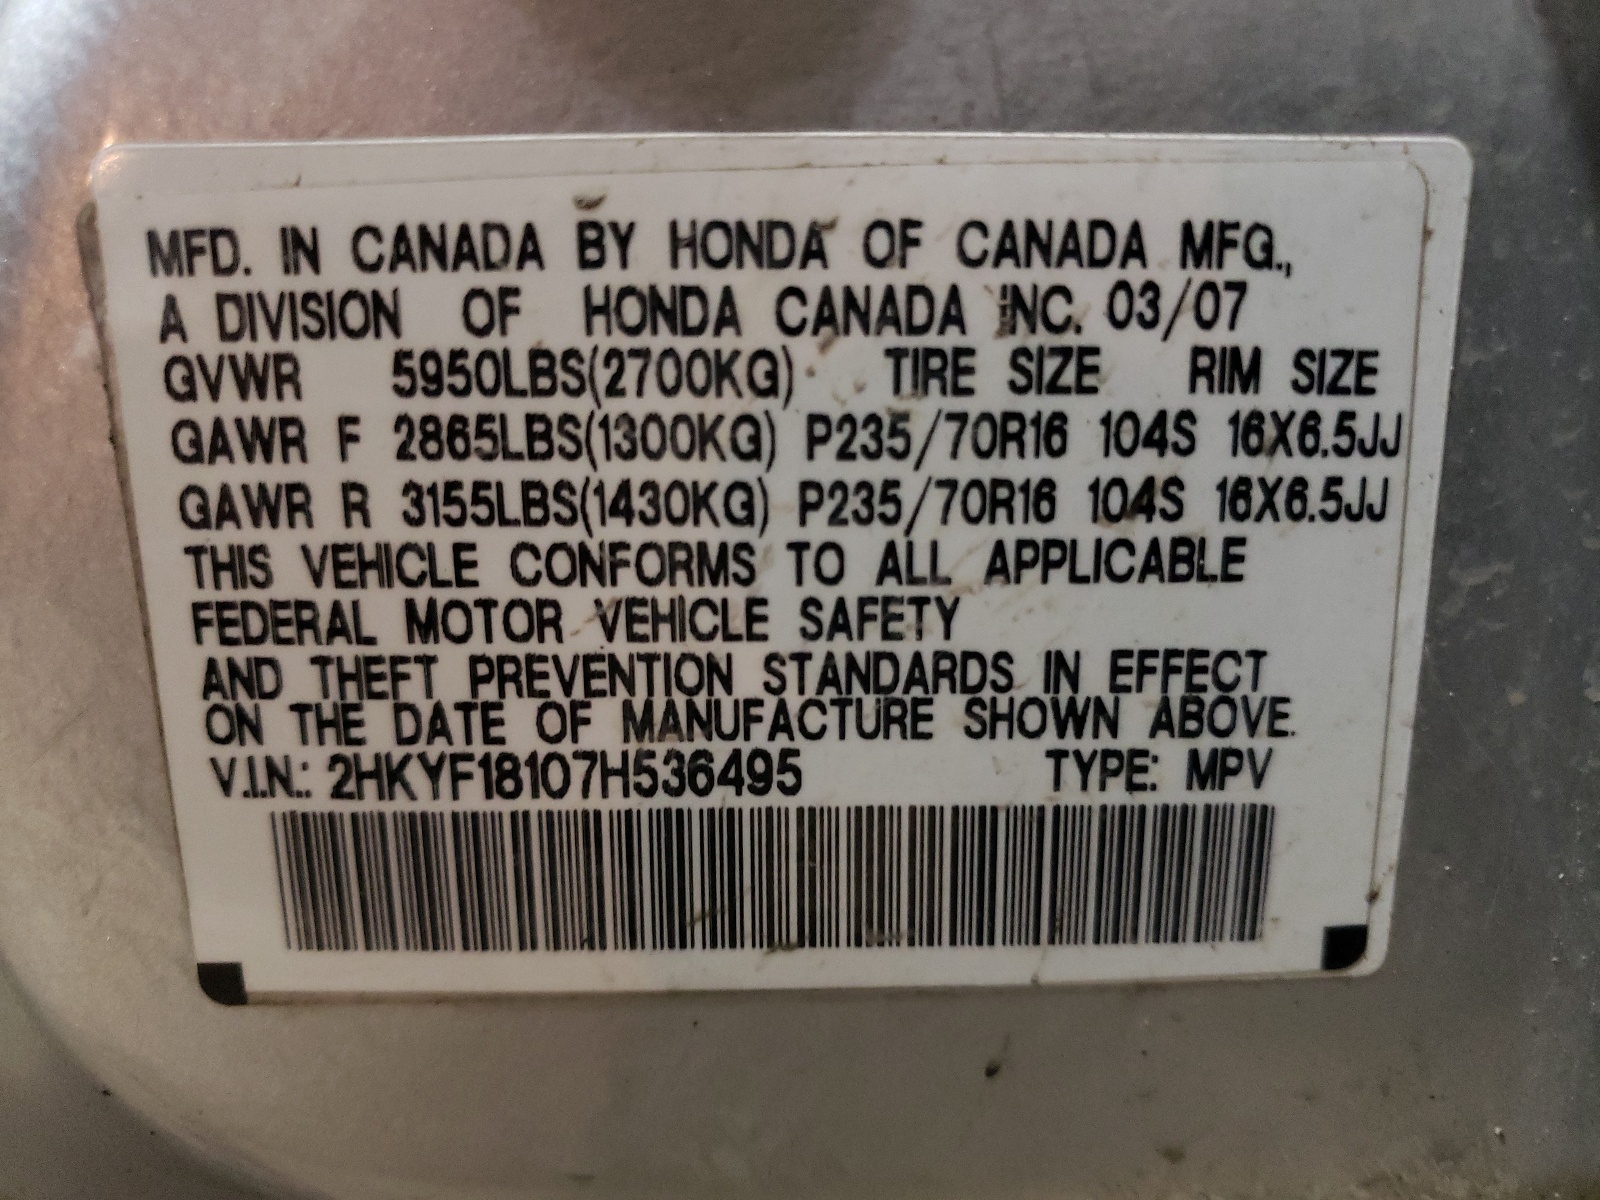 MFD. IN CANADA BY HONDA OF CANADA MFG.,
A DIVISION OF HONDA CANADA INC. 03/07
GVWR 5950LBS(2700KG) TIRE SIZE RIM SIZE
GAWR F 2865LBS(1300KG) P235/70R16 104S 16X6.5JJ
GAWR R 3155LBS(1430KG) P235/70R16 104S 16X6.5JJ
THIS VEHICLE CONFORMS TO ALL APPLICABLE
FEDERAL MOTOR VEHICLE SAFETY
AND THEFT PREVENTION STANDARDS IN EFFECT
ON THE DATE OF MANUFACTURE SHOWN ABOVE.
V.I.N.: 2HKYF18107H536495 TYPE: MPV